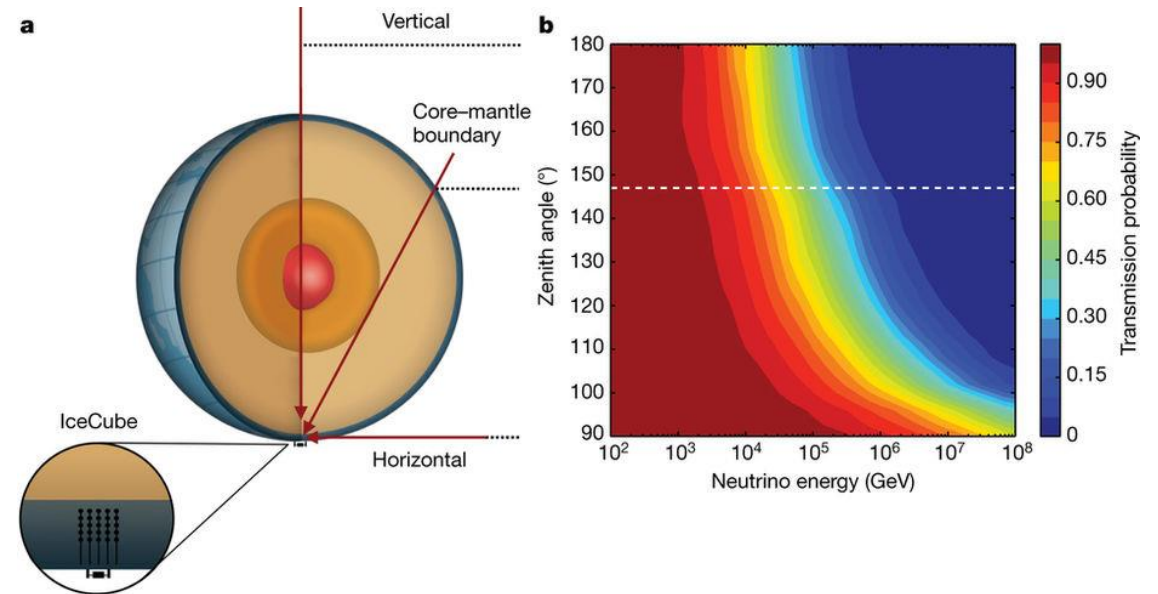 a
Vertical
Core–mantle
boundary
IceCube
Horizontal
b
180
170
160
150
140
130
120
110
100
90
Zenith angle (°)
10² 10³ 10⁴ 10⁵ 10⁶ 10⁷ 10⁸
Neutrino energy (GeV)
0.90
0.75
0.60
0.45
0.30
0.15
0
Transmission probability